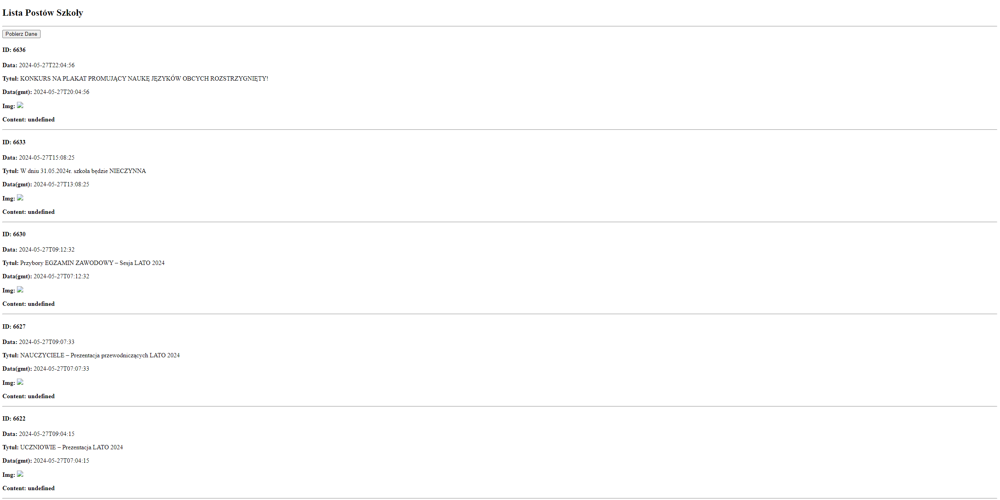 Lista Postów Szkoły
Pobierz Dane
ID: 6636
Data: 2024-05-27T22:04:56
Tytuł: KONKURS NA PLAKAT PROMUJĄCY NAUKĘ JĘZYKÓW OBCYCH ROZSTRZYGNIĘTY!
Data(gmt): 2024-05-27T20:04:56
Img:
Content: undefined
ID: 6633
Data: 2024-05-27T15:08:25
Tytuł: W dniu 31.05.2024r. szkoła będzie NIECZYNNA
Data(gmt): 2024-05-27T13:08:25
Img:
Content: undefined
ID: 6630
Data: 2024-05-27T09:12:32
Tytuł: Przybory EGZAMIN ZAWODOWY – Sesja LATO 2024
Data(gmt): 2024-05-27T07:12:32
Img:
Content: undefined
ID: 6627
Data: 2024-05-27T09:07:33
Tytuł: NAUCZYCIELE – Prezentacja przewodniczących LATO 2024
Data(gmt): 2024-05-27T07:07:33
Img:
Content: undefined
ID: 6622
Data: 2024-05-27T09:04:15
Tytuł: UCZNIOWIE – Prezentacja LATO 2024
Data(gmt): 2024-05-27T07:04:15
Img:
Content: undefined